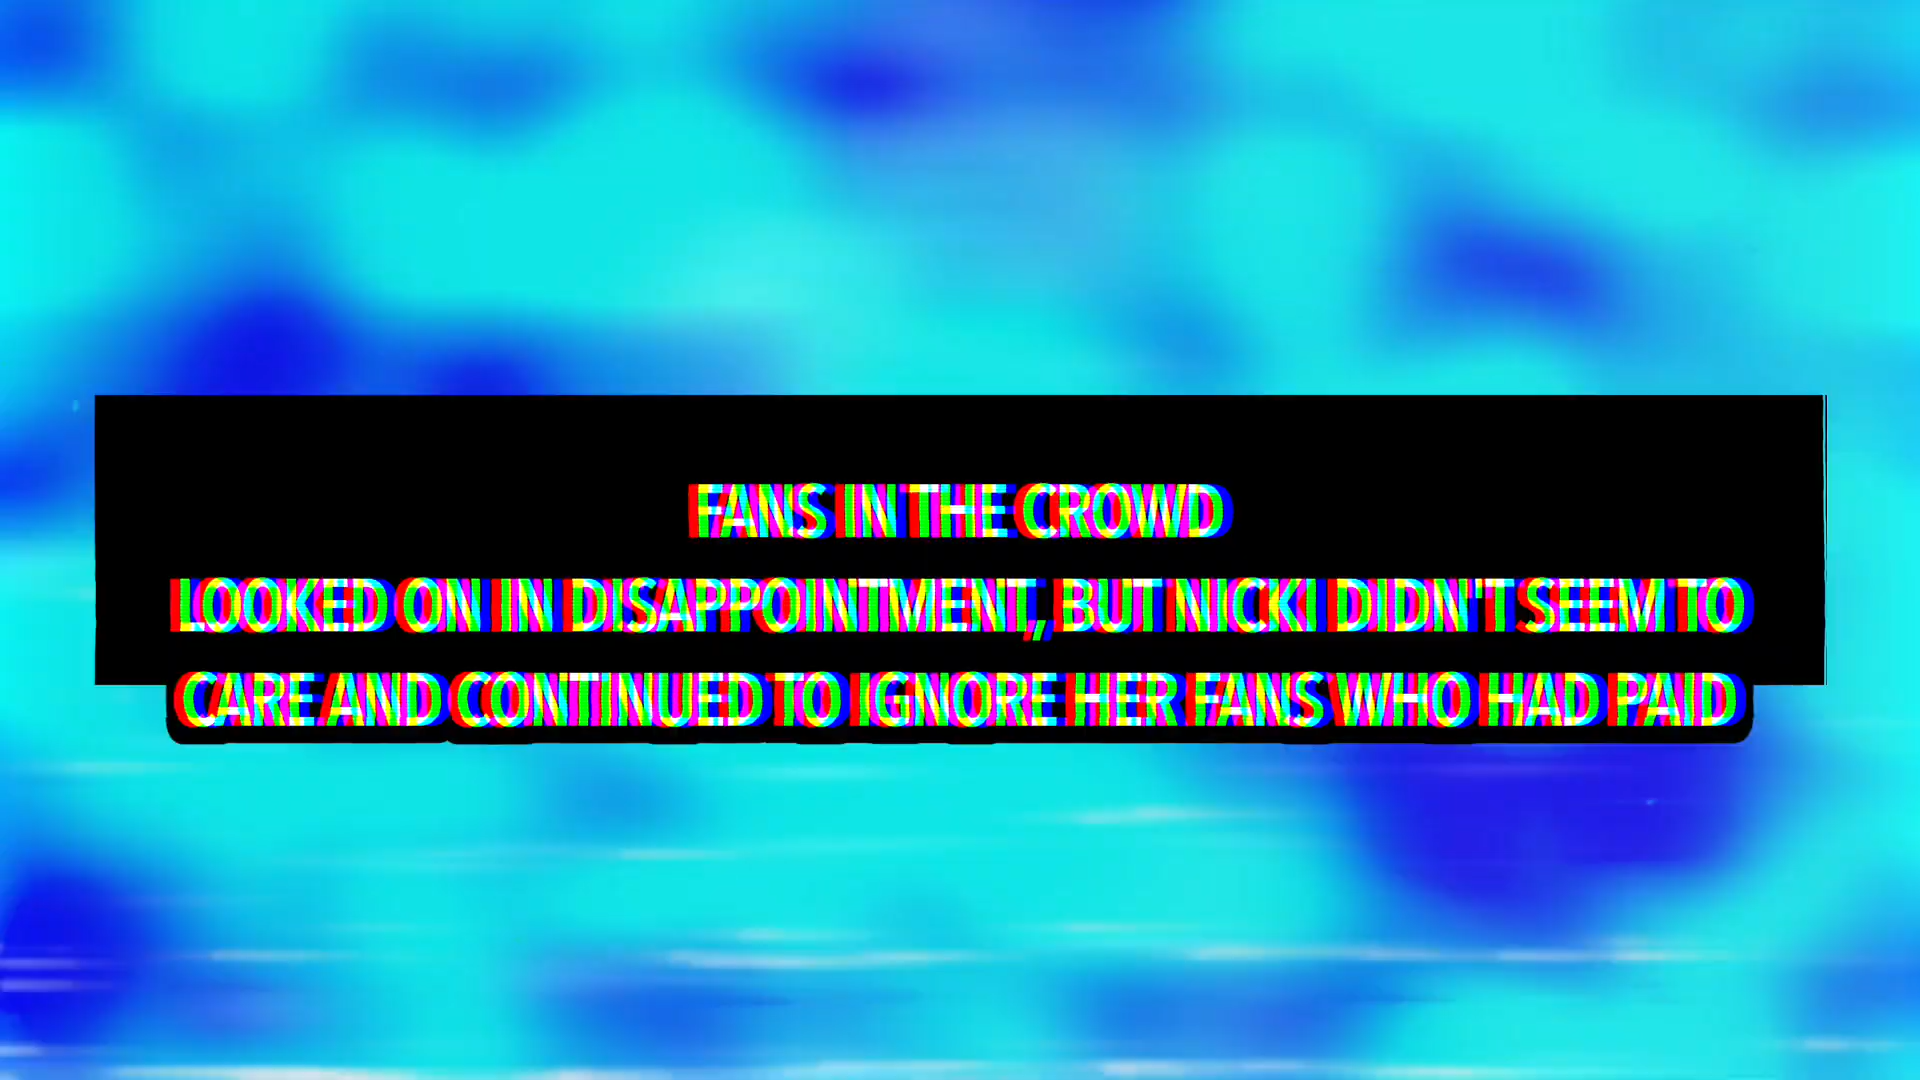 FANS IN THE CROWD
LOOKED ON IN DISAPPOINTMENT, BUT NICKI DIDN'T SEEM TO
CARE AND CONTINUED TO IGNORE HER FANS WHO HAD PAID